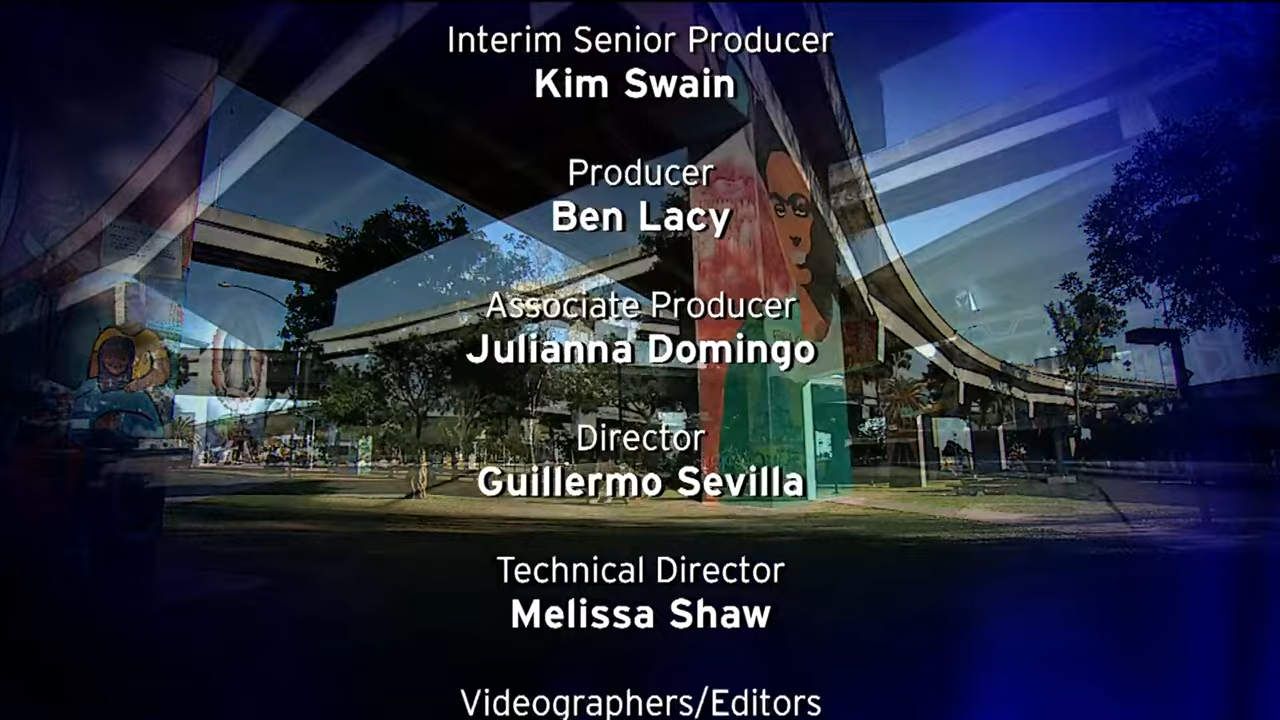 Interim Senior Producer
Kim Swain
Producer
Ben Lacy
Associate Producer
Julianna Domingo
Director
Guillermo Sevilla
Technical Director
Melissa Shaw
Videographers/Editors